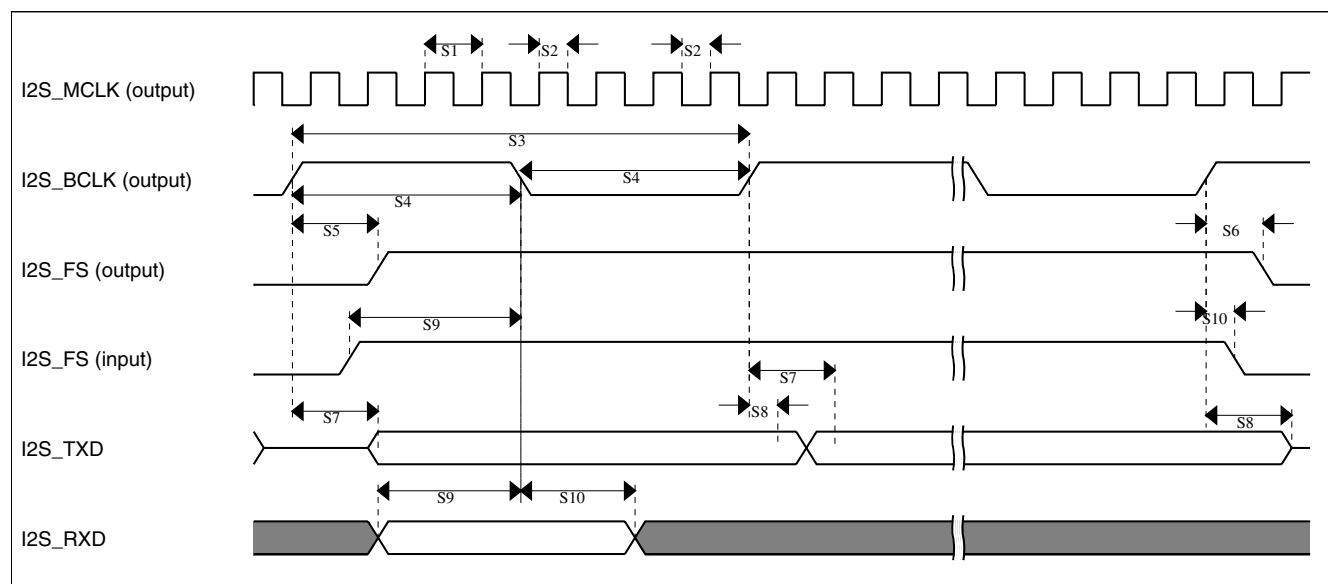 S1 S2 S2
I2S_MCLK (output)
S3
I2S_BCLK (output)
S4
S4
S5 S6
I2S_FS (output)
S9 S10
I2S_FS (input)
S7
S7 S8 S8
I2S_TXD
S9 S10
I2S_RXD